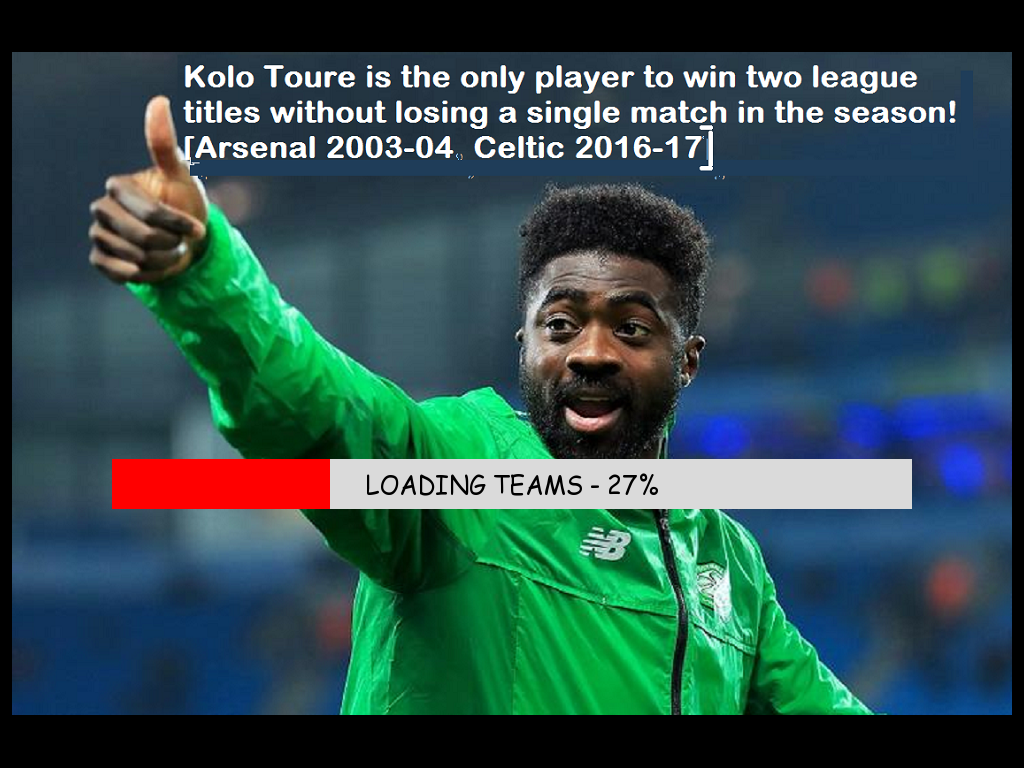 Kolo Toure is the only player to win two league
titles without losing a single match in the season!
[Arsenal 2003-04, Celtic 2016-17]
LOADING TEAMS - 27%
NB